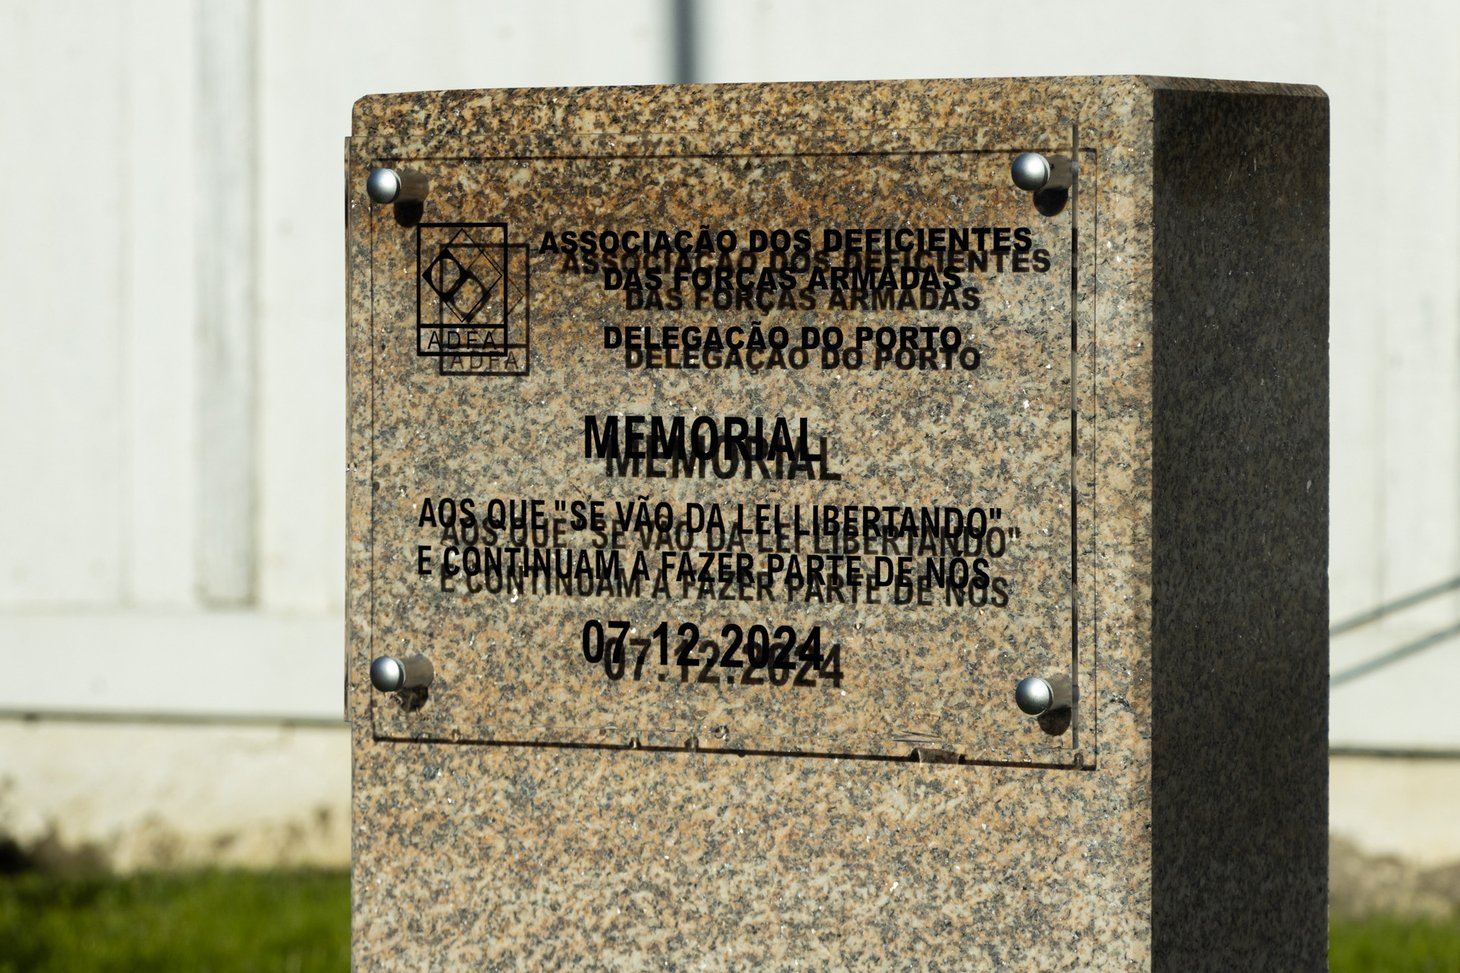 ASSOCIAÇÃO DOS DEFICIENTES
DAS FORÇAS ARMADAS
DELEGAÇÃO DO PORTO
ADFA
MEMORIAL
AOS QUE "SE VÃO DA LEI LIBERTANDO"
E CONTINUAM A FAZER PARTE DE NÓS
07.12.2024